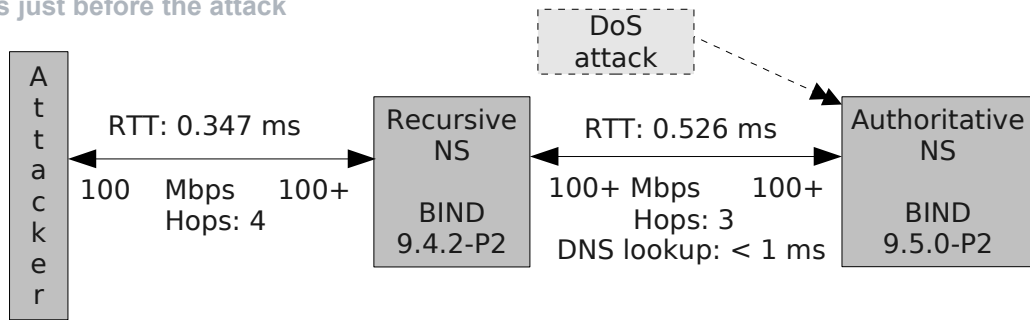 s just before the attack
DoS
attack
A
t
t
a
c
k
e
r
RTT: 0.347 ms
100 Mbps 100+
Hops: 4
Recursive
NS
BIND
9.4.2-P2
RTT: 0.526 ms
100+ Mbps 100+
Hops: 3
DNS lookup: < 1 ms
Authoritative
NS
BIND
9.5.0-P2